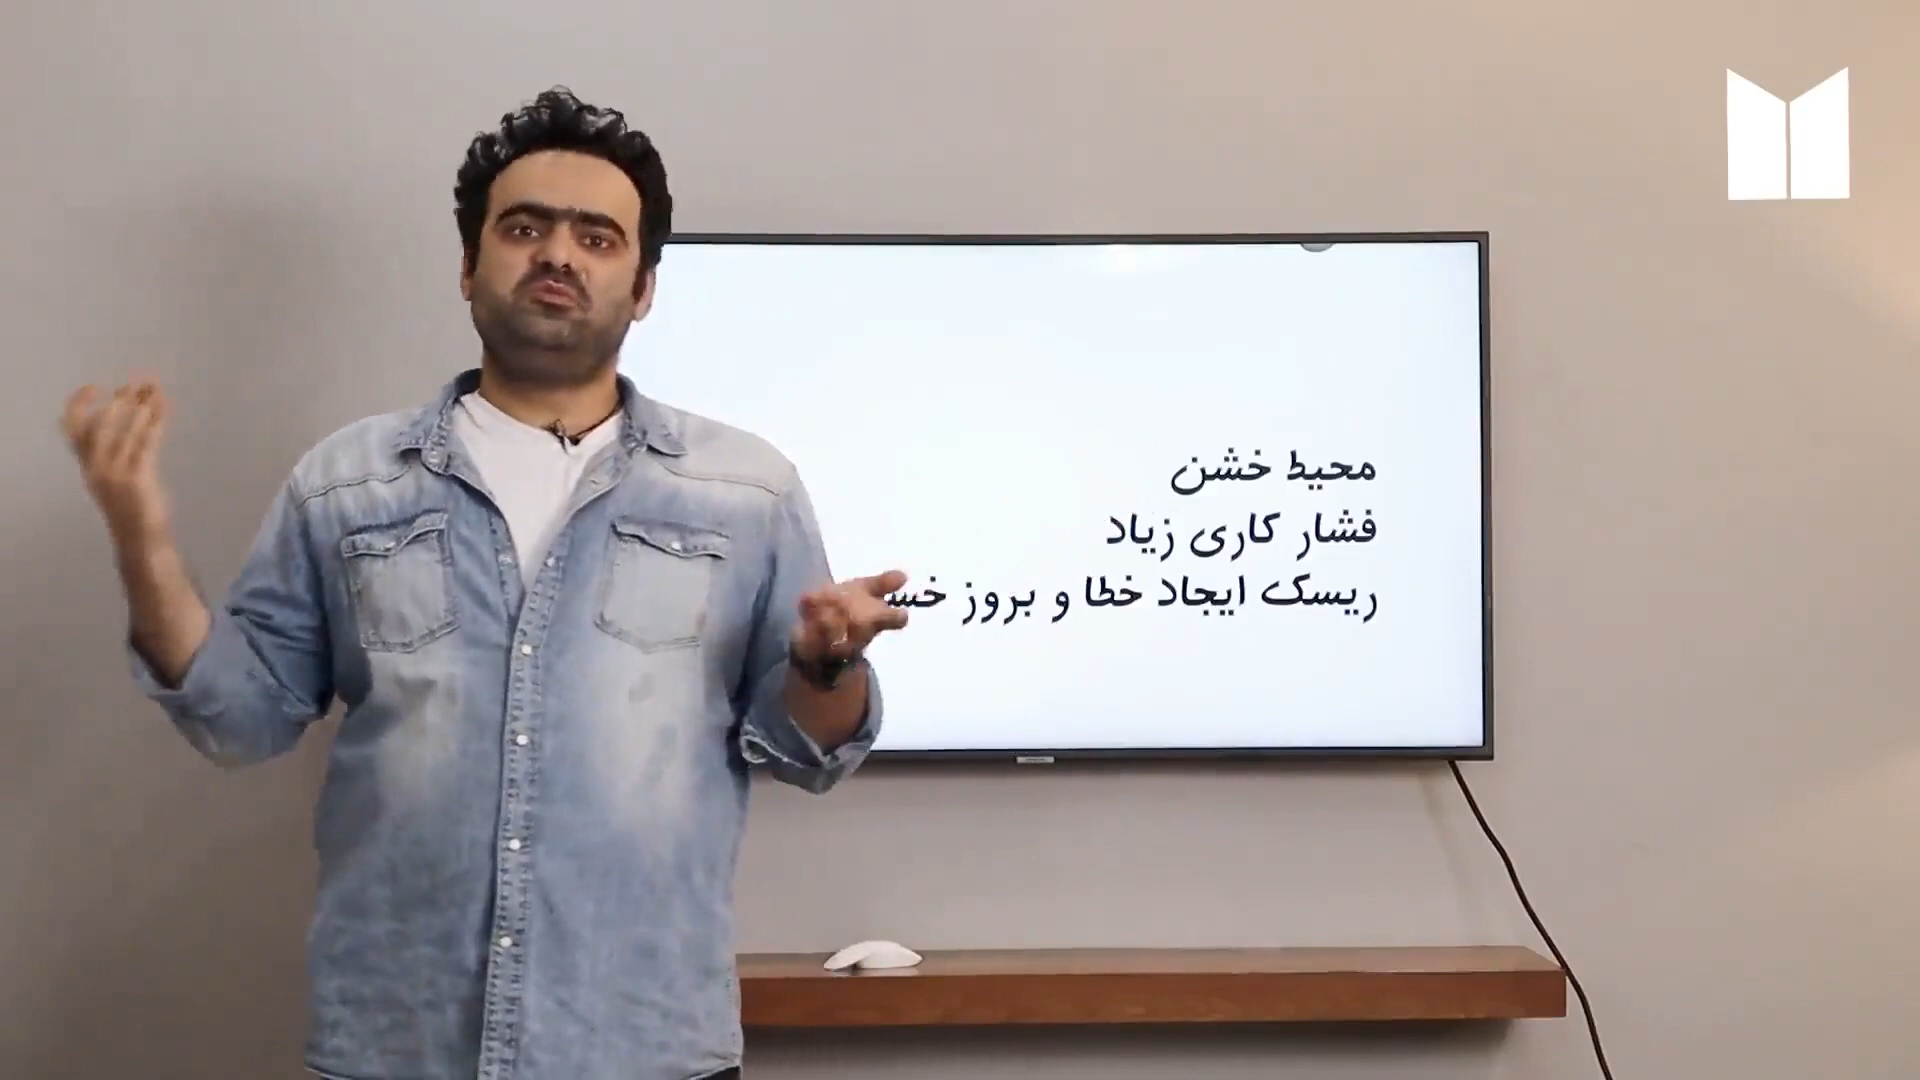 محیط خشن
فشار کاری زیاد
ریسک ایجاد خطا و بروز